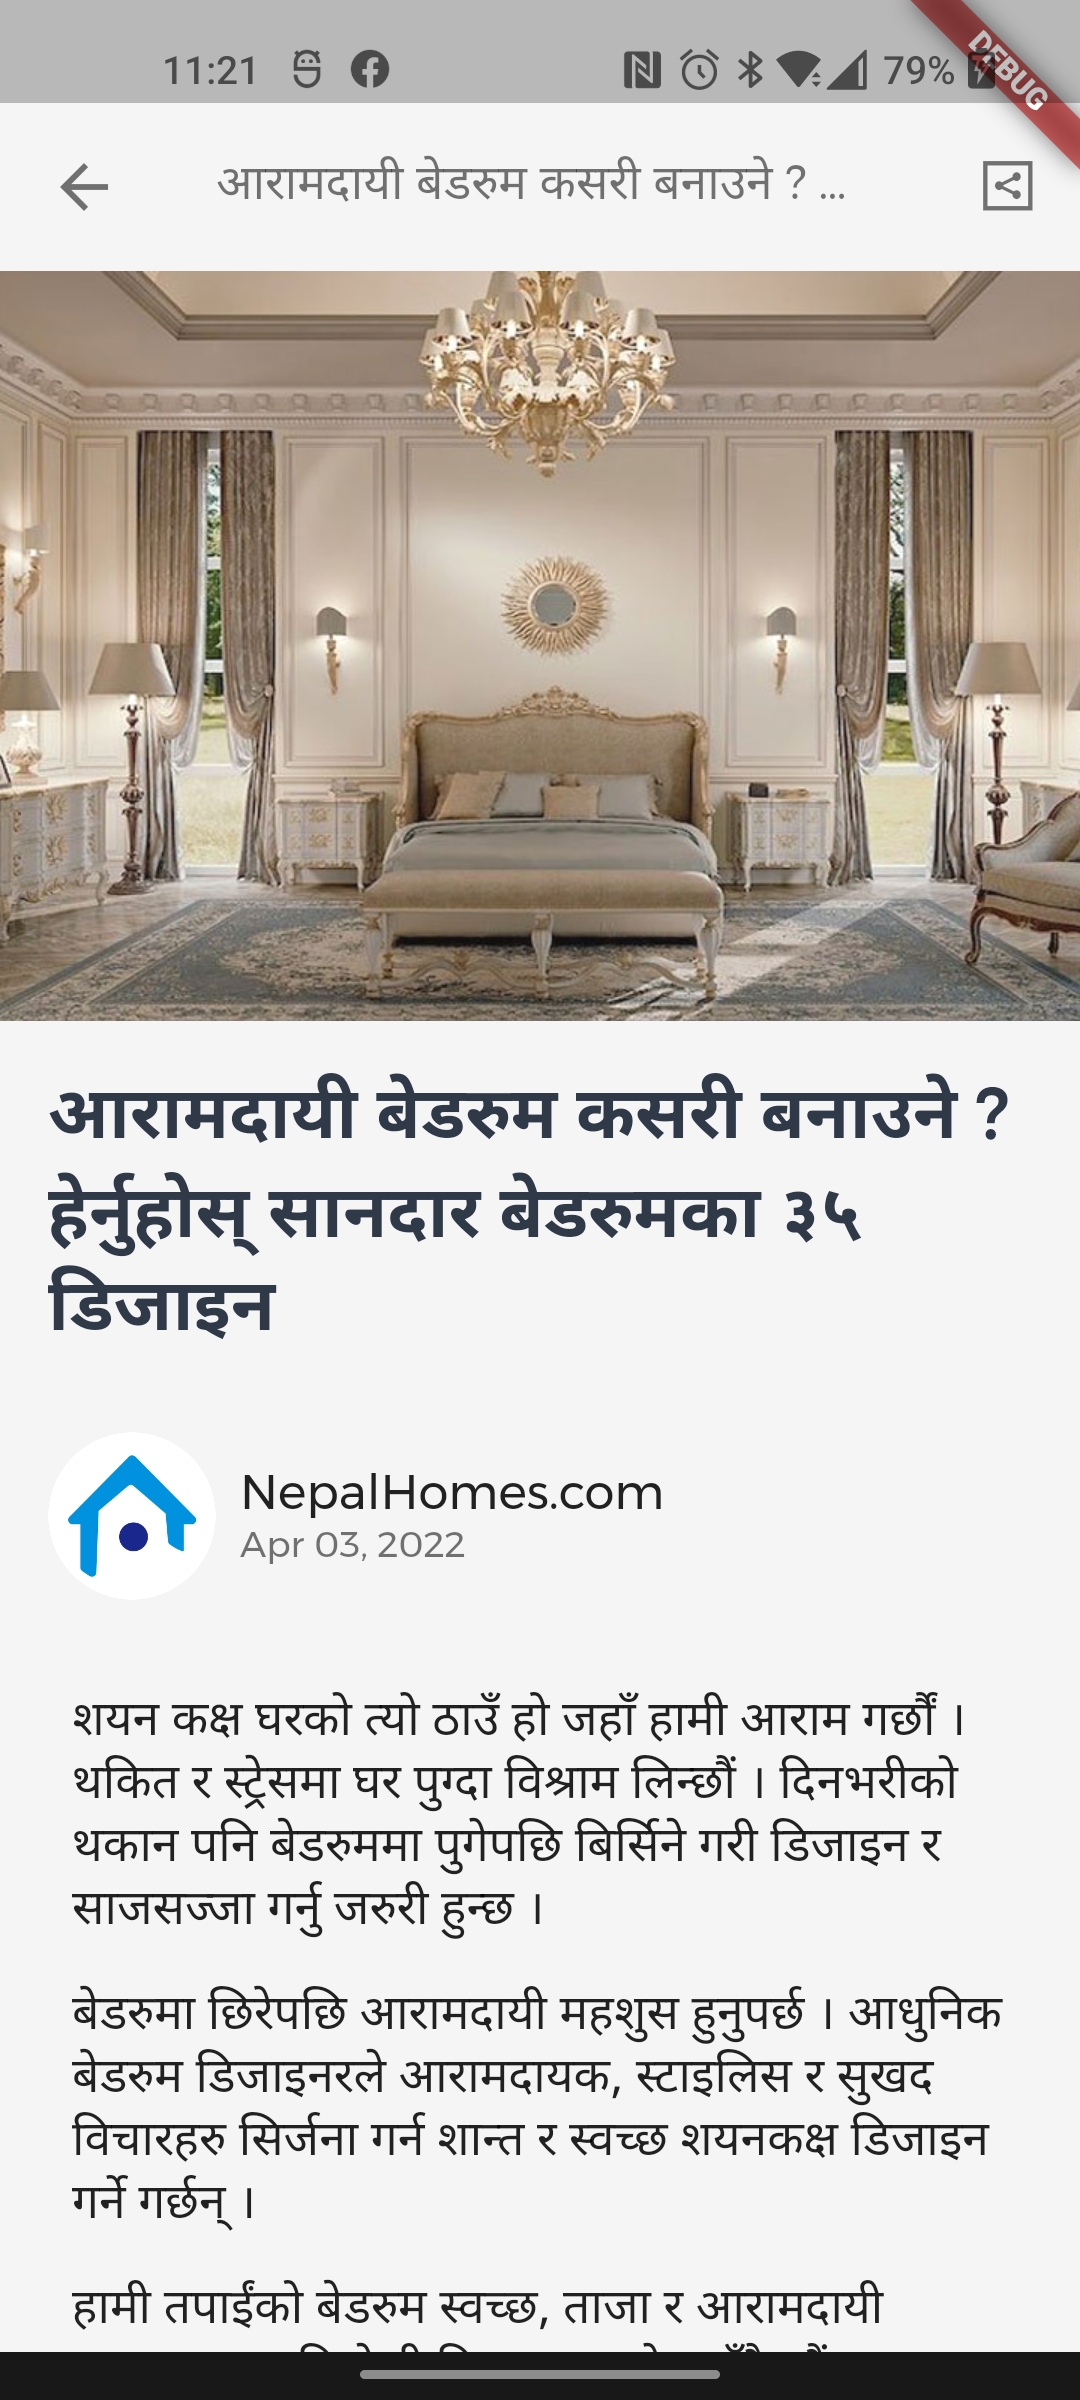 11:21
79%
DEBUG
आरामदायी बेडरुम कसरी बनाउने ? ...
आरामदायी बेडरुम कसरी बनाउने ?
हेर्नुहोस् सानदार बेडरुमका ३५
डिजाइन
NepalHomes.com
Apr 03, 2022
शयन कक्ष घरको त्यो ठाउँ हो जहाँ हामी आराम गर्छौं ।
थकित र स्ट्रेसमा घर पुग्दा विश्राम लिन्छौं । दिनभरीको
थकान पनि बेडरुममा पुगेपछि बिर्सिने गरी डिजाइन र
साजसज्जा गर्नु जरुरी हुन्छ ।
बेडरुमा छिरेपछि आरामदायी महशुस हुनुपर्छ । आधुनिक
बेडरुम डिजाइनरले आरामदायक, स्टाइलिस र सुखद
विचारहरु सिर्जना गर्न शान्त र स्वच्छ शयनकक्ष डिजाइन
गर्ने गर्छन् ।
हामी तपाईंको बेडरुम स्वच्छ, ताजा र आरामदायी